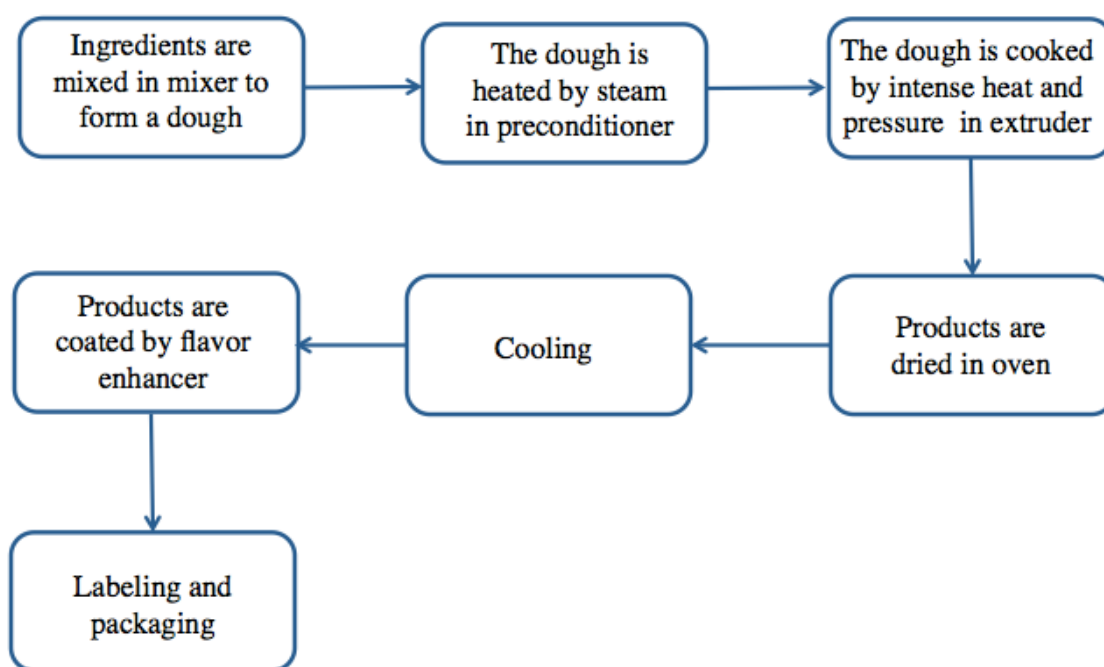 Ingredients are
mixed in mixer to
form a dough
The dough is
heated by steam
in preconditioner
The dough is cooked
by intense heat and
pressure in extruder
Products are
dried in oven
Cooling
Products are
coated by flavor
enhancer
Labeling and
packaging